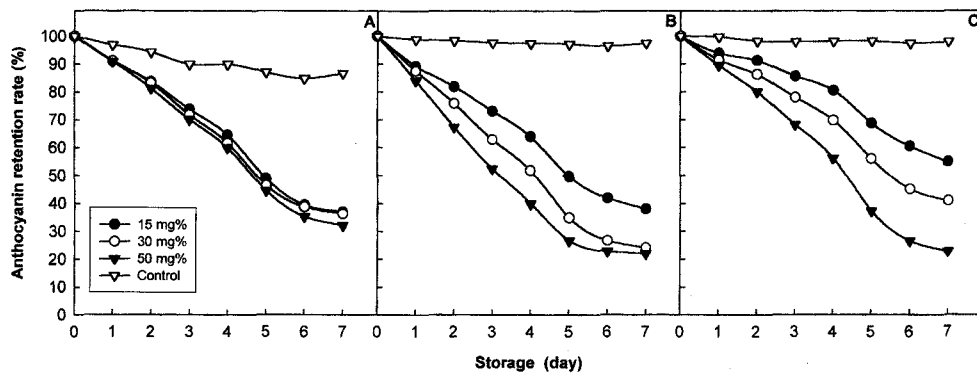 A
B
C
Anthocyanin retention rate (%)
100
90
80
70
60
50
40
30
20
10
0
15 mg%
30 mg%
50 mg%
Control
0 1 2 3 4 5 6 7
0 1 2 3 4 5 6 7
0 1 2 3 4 5 6 7
Storage (day)